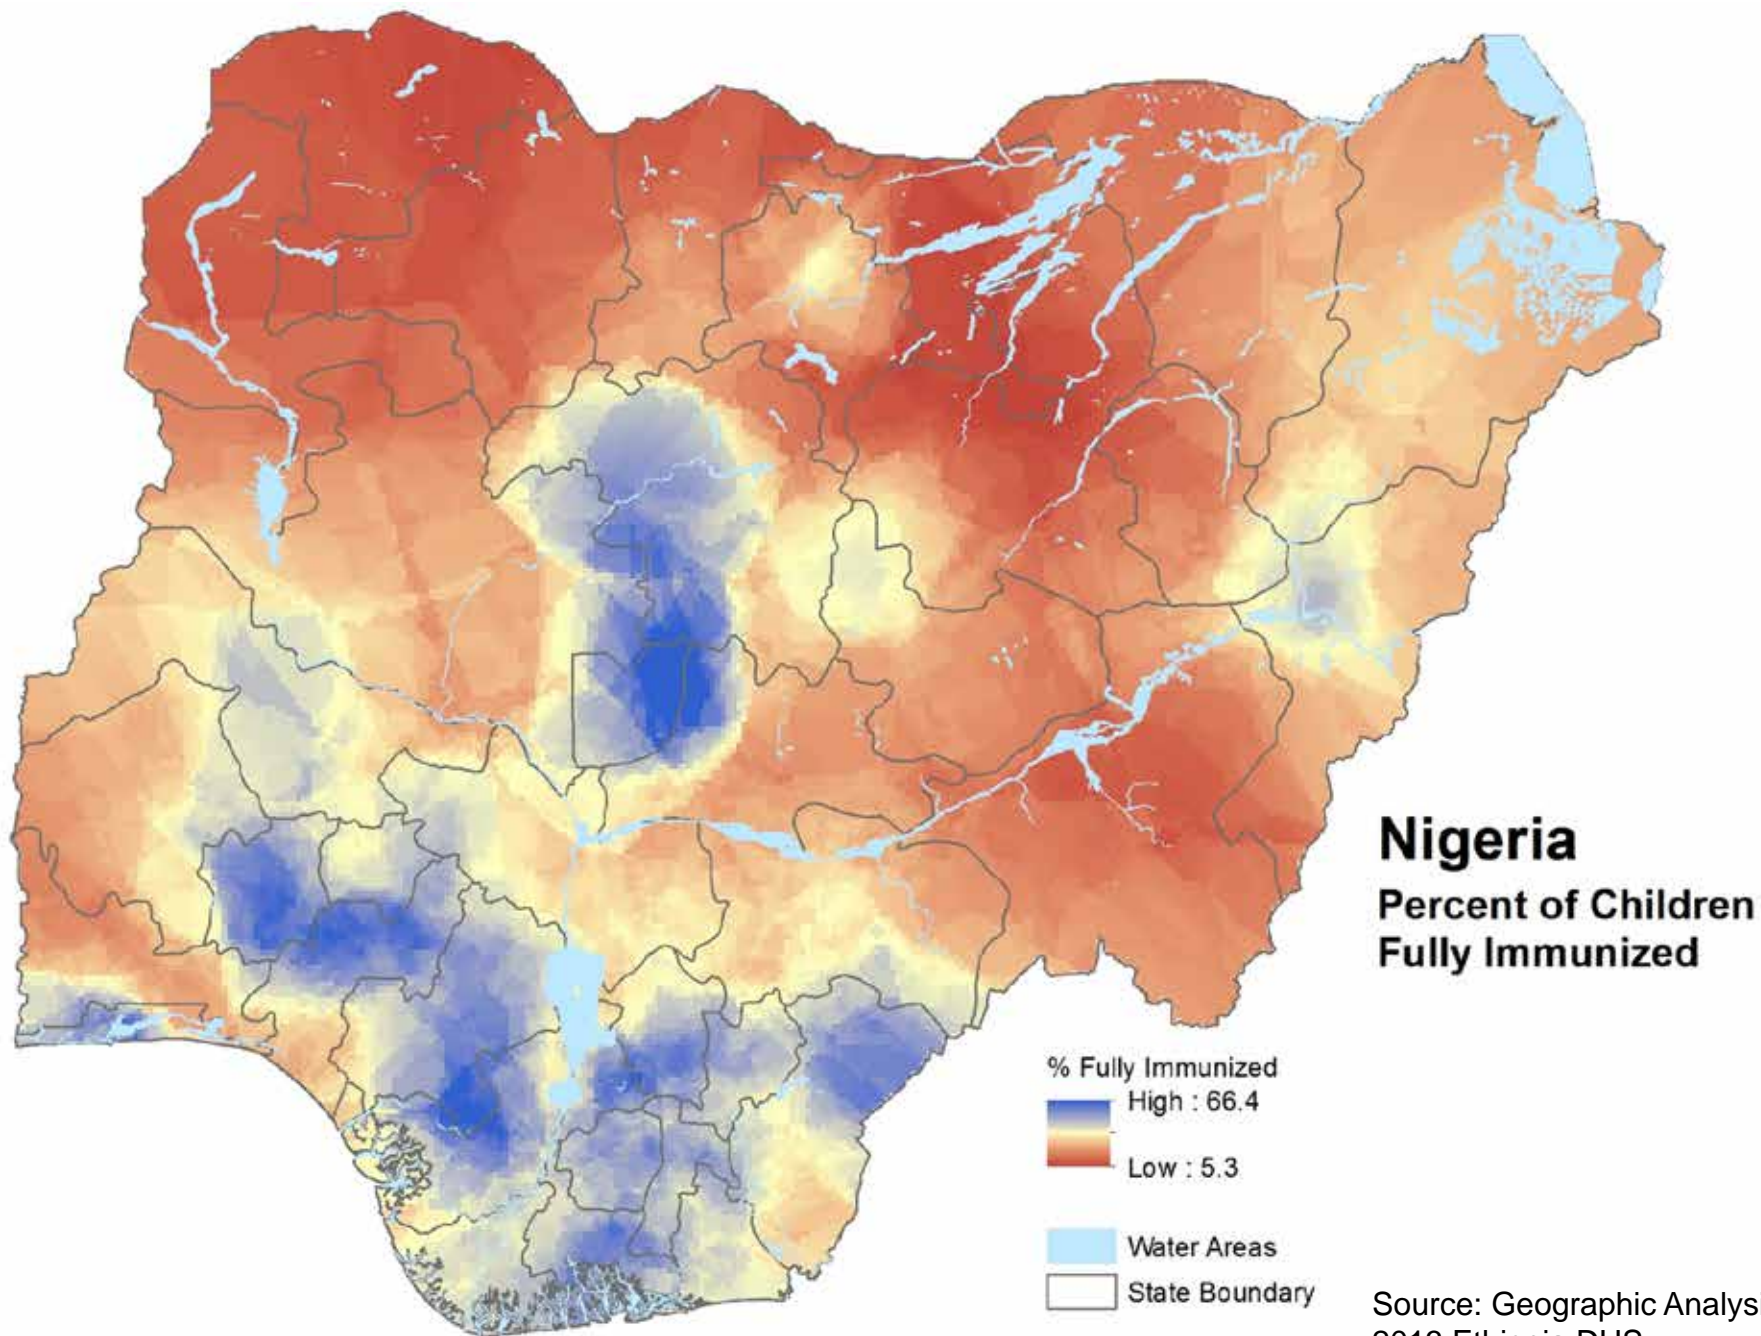 Nigeria
Percent of Children
Fully Immunized
% Fully Immunized
High : 66.4
Low : 5.3
Water Areas
State Boundary
Source: Geographic Analys